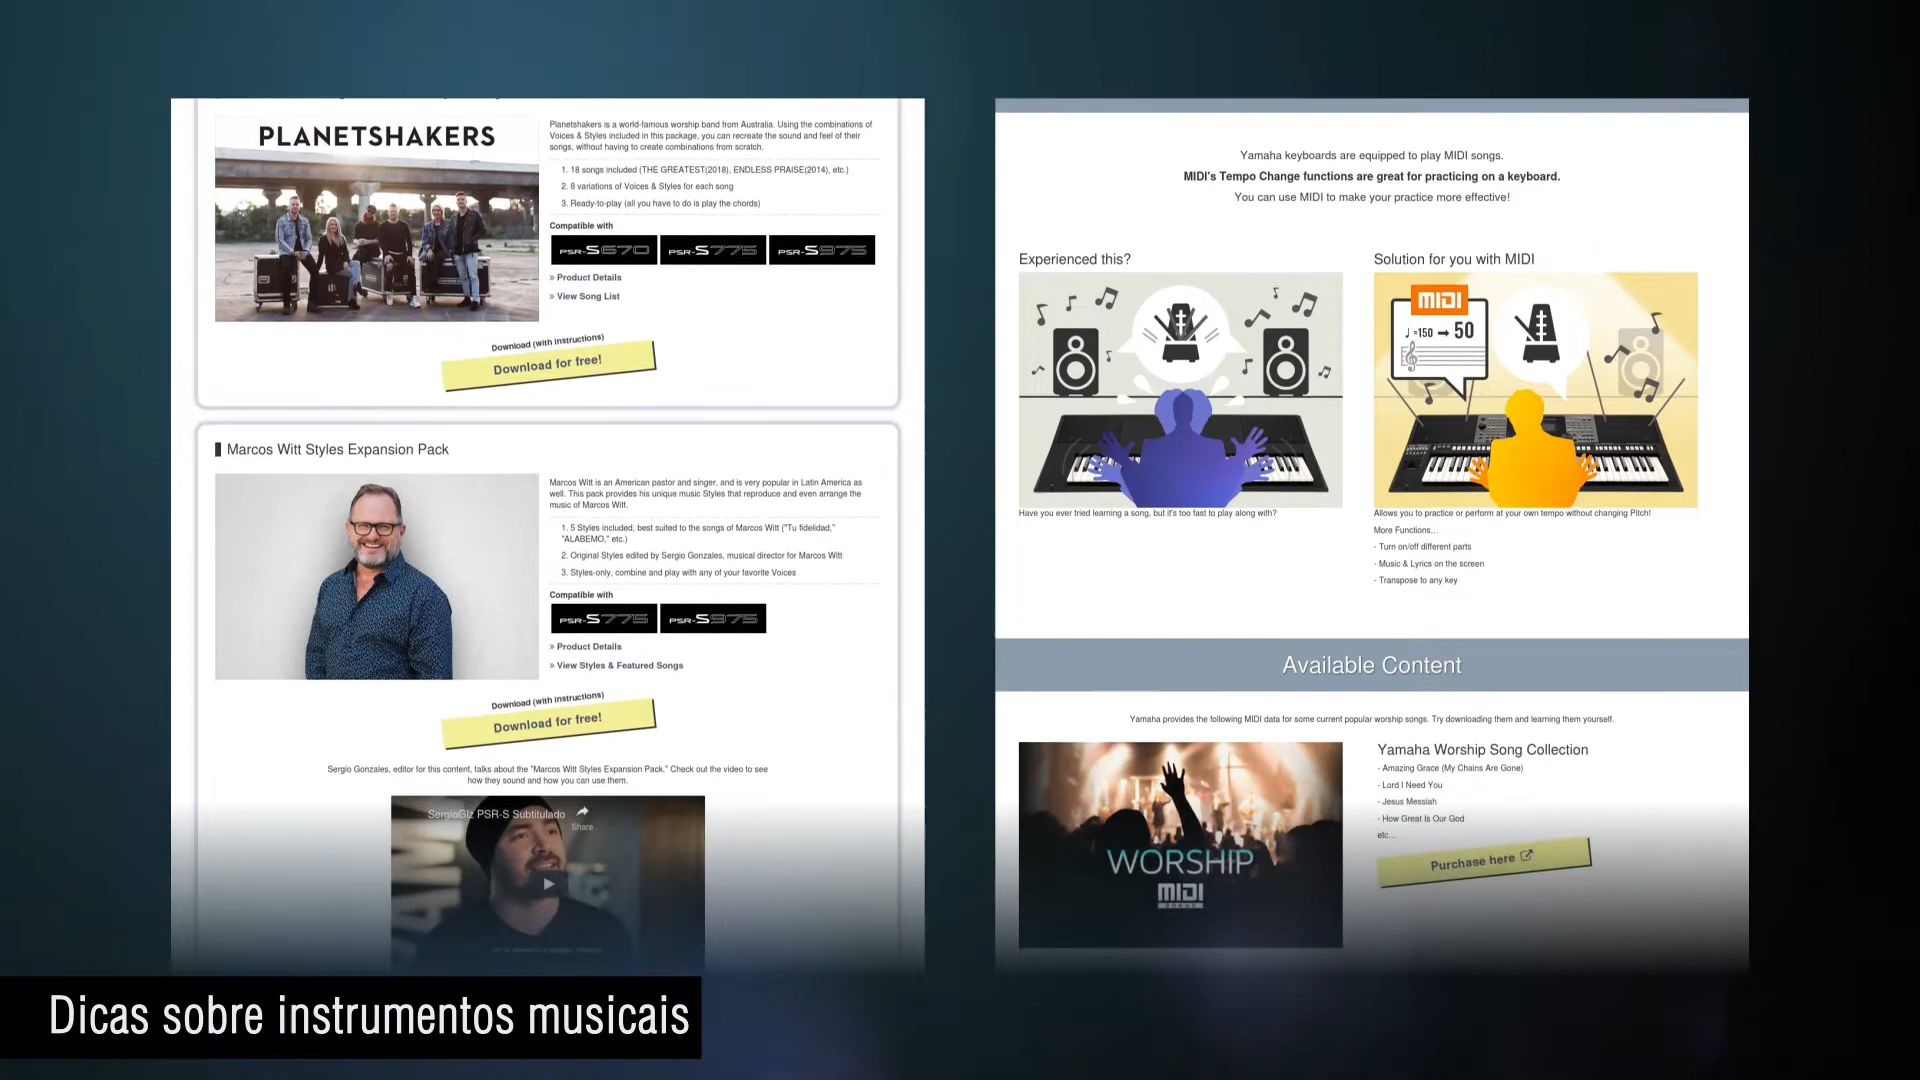 PLANETSHAKERS
Planetshakers is a world-famous worship band from Australia. Using the combinations of
Voices & Styles included in this package, you can recreate the sound and feel of their
songs, without having to create combinations from scratch.
1. 18 songs included (THE GREATEST(2018), ENDLESS PRAISE(2014), etc.)
2. 8 variations of Voices & Styles for each song
3. Ready-to-play (all you have to do is play the chords)
Compatible with
PSR-S670 PSR-S775 PSR-S975
» Product Details
» View Song List
Download (with instructions)
Download for free!
Marcos Witt Styles Expansion Pack
Marcos Witt is an American pastor and singer, and is very popular in Latin America as
well. This pack provides his unique music Styles that reproduce and even arrange the
music of Marcos Witt.
1. 5 Styles included, best suited to the songs of Marcos Witt ("Tu fidelidad,"
"ALABEMO," etc.)
2. Original Styles edited by Sergio Gonzales, musical director for Marcos Witt
3. Styles-only, combine and play with any of your favorite Voices
Compatible with
PSR-S775 PSR-S975
» Product Details
» View Styles & Featured Songs
Download (with instructions)
Download for free!
Sergio Gonzales, editor for this content, talks about the "Marcos Witt Styles Expansion Pack." Check out the video to see
how they sound and how you can use them.
SergioGlz PSR-S Subtitulado
Share
Yamaha keyboards are equipped to play MIDI songs.
MIDI's Tempo Change functions are great for practicing on a keyboard.
You can use MIDI to make your practice more effective!
Experienced this?
Have you ever tried learning a song, but it's too fast to play along with?
Solution for you with MIDI
MIDI
♩=150 → 50
Allows you to practice or perform at your own tempo without changing Pitch!
More Functions...
- Turn on/off different parts
- Music & Lyrics on the screen
- Transpose to any key
Available Content
Yamaha provides the following MIDI data for some current popular worship songs. Try downloading them and learning them yourself.
WORSHIP
MIDI
SONGS
Yamaha Worship Song Collection
- Amazing Grace (My Chains Are Gone)
- Lord I Need You
- Jesus Messiah
- How Great Is Our God
etc...
Purchase here
Dicas sobre instrumentos musicais